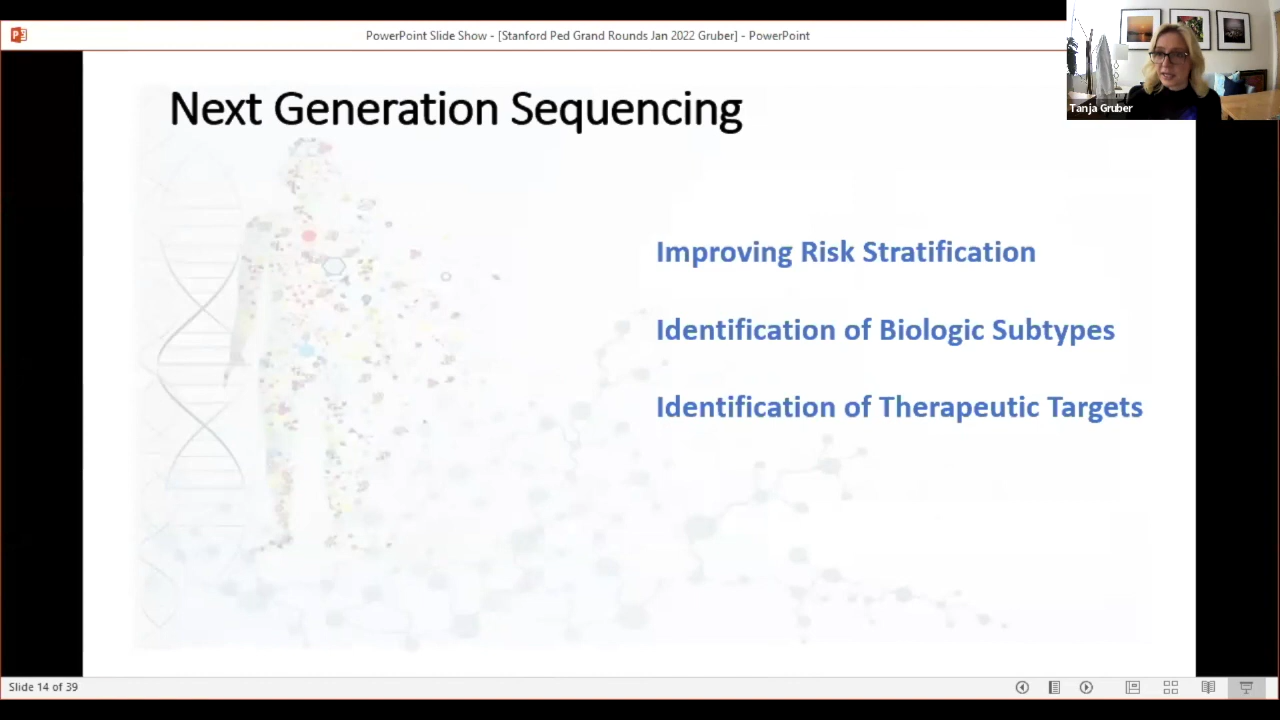 PowerPoint Slide Show - [Stanford Ped Grand Rounds Jan 2022 Gruber] - PowerPoint
Tanja Gruber
Next Generation Sequencing
Improving Risk Stratification
Identification of Biologic Subtypes
Identification of Therapeutic Targets
Slide 14 of 39